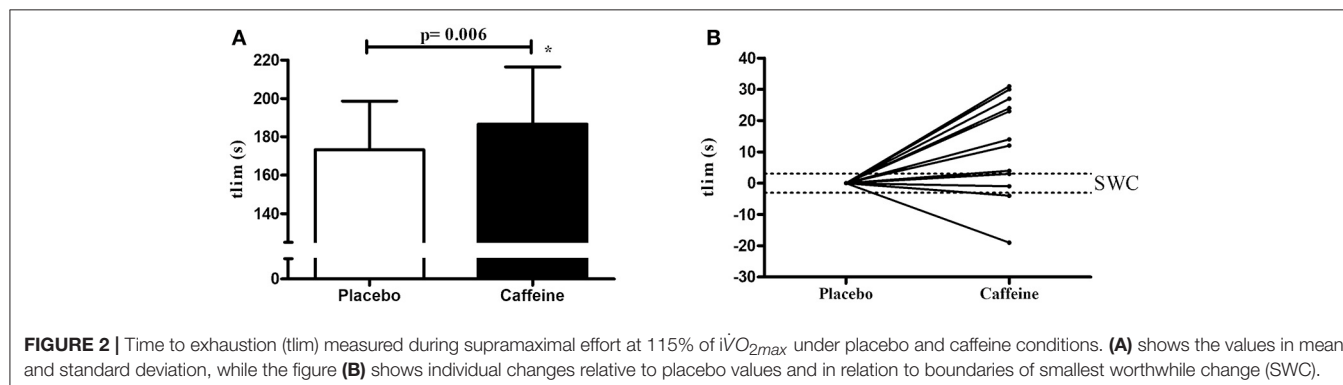 A
p= 0.006
*
220
200
180
160
140
0
tlim (s)
Placebo
Caffeine
B
40
30
20
10
0
-10
-20
-30
tlim (s)
SWC
Placebo
Caffeine
FIGURE 2 | Time to exhaustion (tlim) measured during supramaximal effort at 115% of iV̇O2max under placebo and caffeine conditions. (A) shows the values in mean
and standard deviation, while the figure (B) shows individual changes relative to placebo values and in relation to boundaries of smallest worthwhile change (SWC).